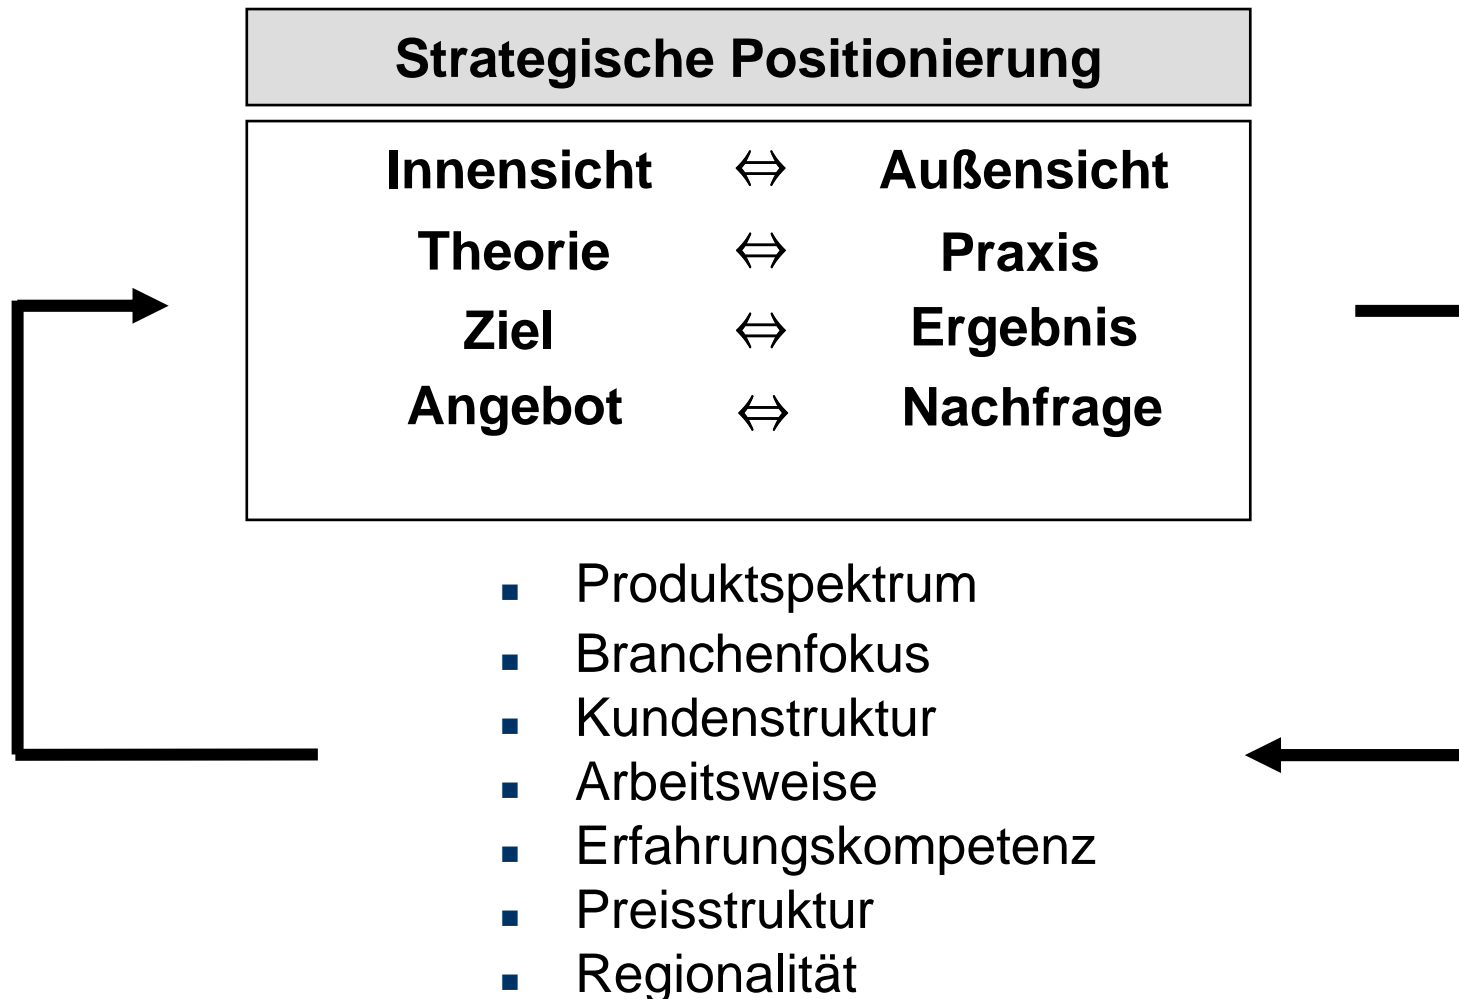 Strategische Positionierung
Innensicht ⇔ Außensicht
Theorie ⇔ Praxis
Ziel ⇔ Ergebnis
Angebot ⇔ Nachfrage
▪ Produktspektrum
▪ Branchenfokus
▪ Kundenstruktur
▪ Arbeitsweise
▪ Erfahrungskompetenz
▪ Preisstruktur
▪ Regionalität